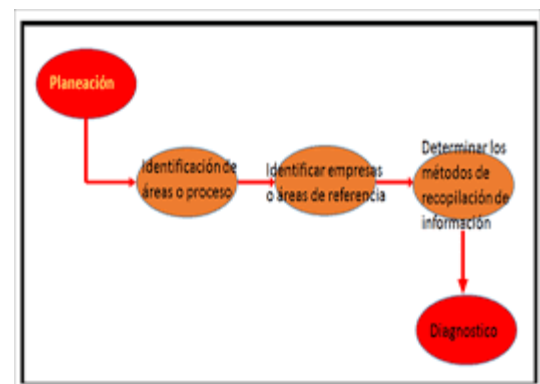 Planeación
Identificación de
áreas o proceso
Identificar empresas
o áreas de referencia
Determinar los
métodos de
recopilación de
información
Diagnostico